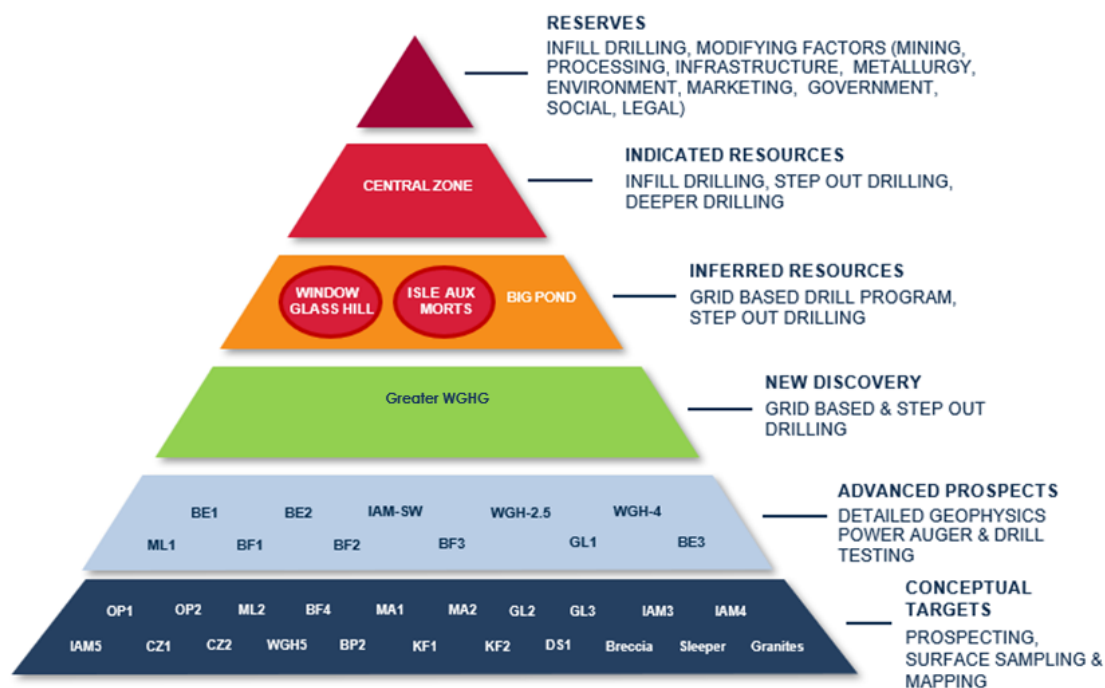 RESERVES
INFILL DRILLING, MODIFYING FACTORS (MINING,
PROCESSING, INFRASTRUCTURE, METALLURGY,
ENVIRONMENT, MARKETING, GOVERNMENT,
SOCIAL, LEGAL)
CENTRAL ZONE
INDICATED RESOURCES
INFILL DRILLING, STEP OUT DRILLING,
DEEPER DRILLING
WINDOW
GLASS HILL
ISLE AUX
MORTS
BIG POND
INFERRED RESOURCES
GRID BASED DRILL PROGRAM,
STEP OUT DRILLING
Greater WGHG
NEW DISCOVERY
GRID BASED & STEP OUT
DRILLING
BE1 BE2 IAM-SW WGH-2.5 WGH-4
ML1 BF1 BF2 BF3 GL1 BE3
ADVANCED PROSPECTS
DETAILED GEOPHYSICS
POWER AUGER & DRILL
TESTING
OP1 OP2 ML2 BF4 MA1 MA2 GL2 GL3 IAM3 IAM4
IAM5 CZ1 CZ2 WGH5 BP2 KF1 KF2 DS1 Breccia Sleeper Granites
CONCEPTUAL
TARGETS
PROSPECTING,
SURFACE SAMPLING &
MAPPING